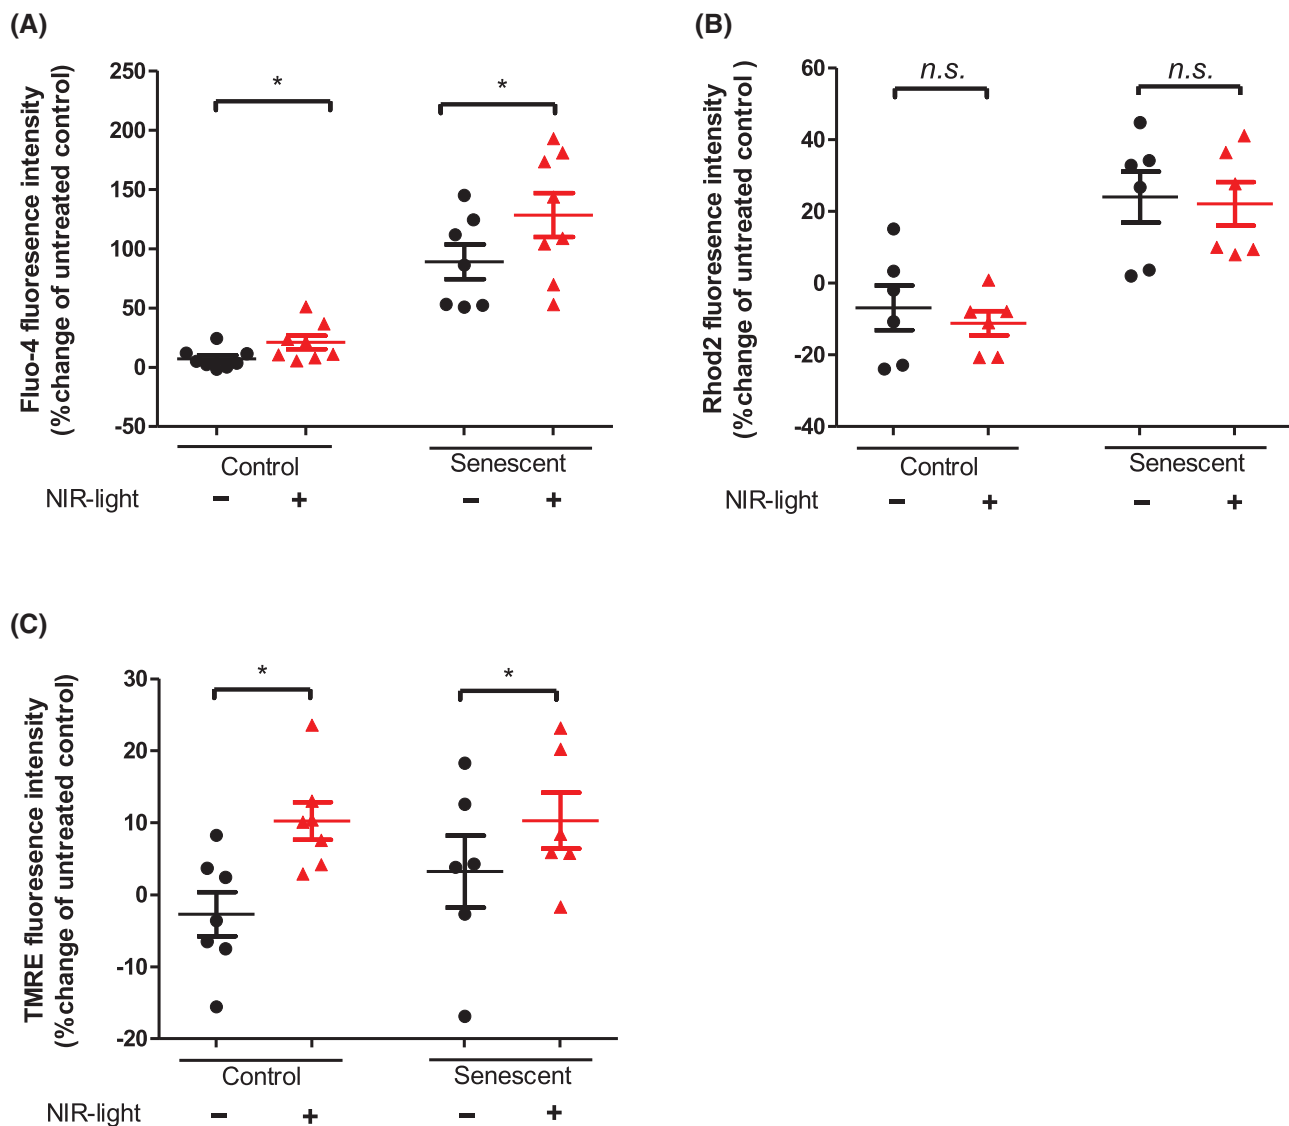 (A)
Fluo-4 fluoresence intensity
(%change of untreated control)
250
200
150
100
50
0
-50
*
*
Control
Senescent
NIR-light
− + − +
(B)
Rhod2 fluoresence intensity
(%change of untreated control )
60
40
20
0
-20
-40
n.s.
n.s.
Control
Senescent
NIR-light
− + − +
(C)
TMRE fluoresence intensity
(%change of untreated control)
30
20
10
0
-10
-20
*
*
Control
Senescent
NIR-light
− + − +